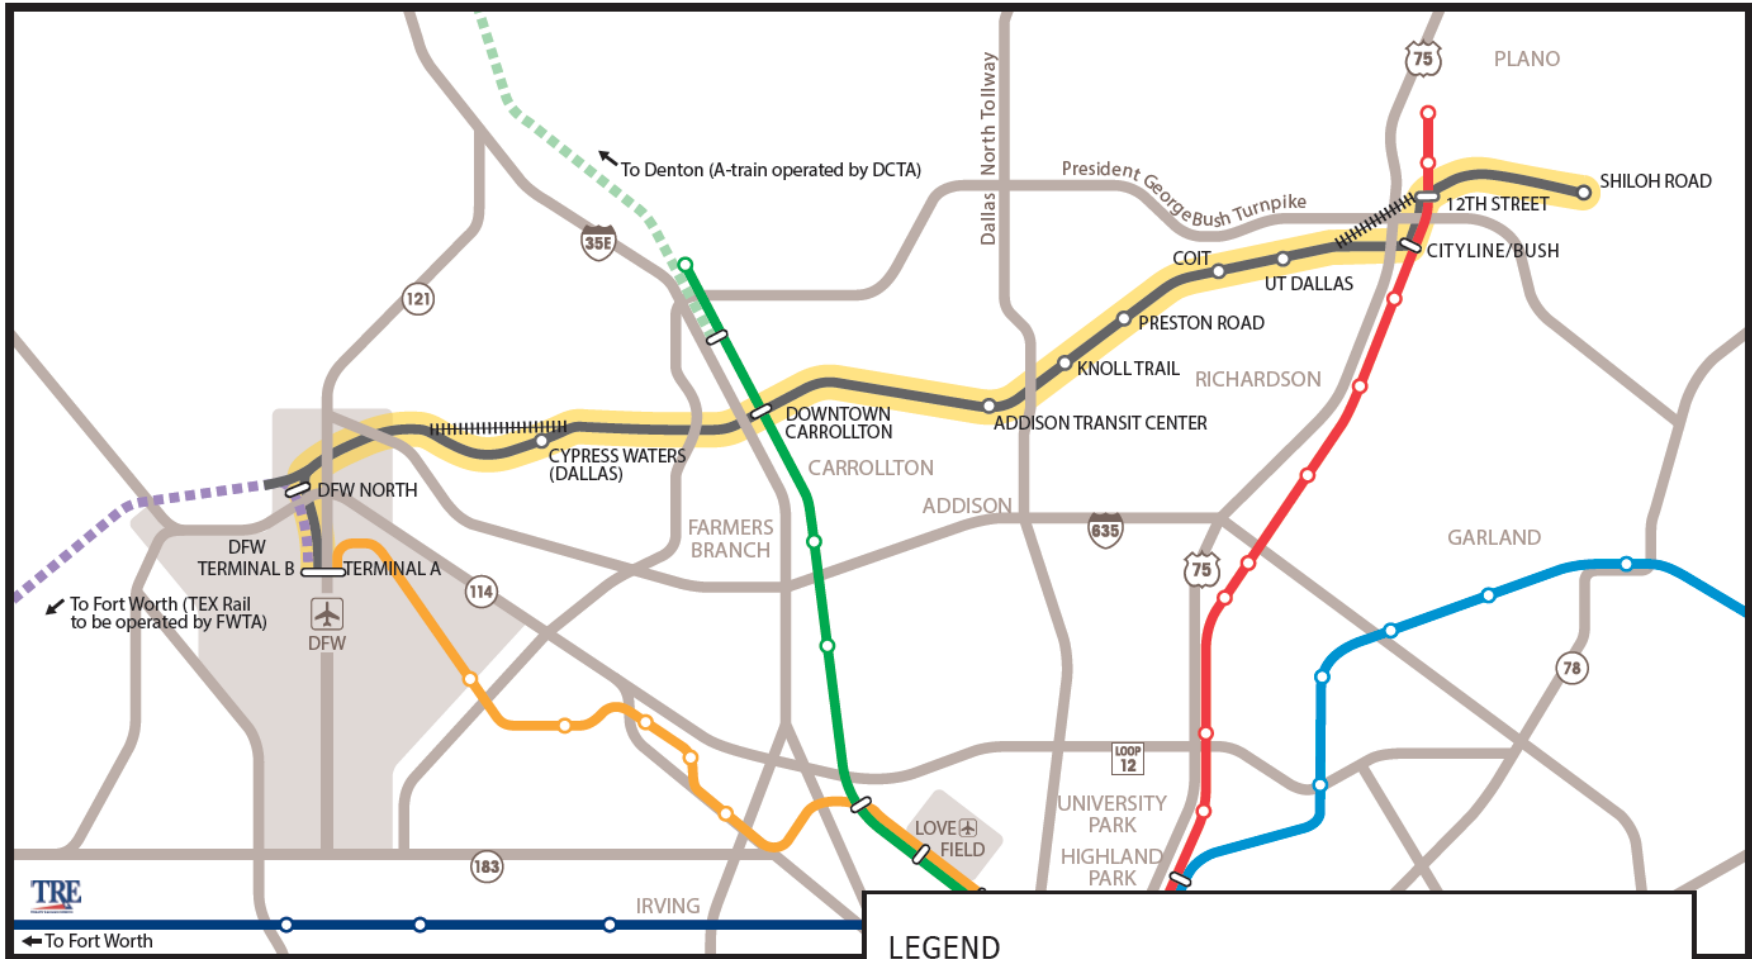 75
PLANO
Dallas North Tollway
To Denton (A-train operated by DCTA)
President George Bush Turnpike
SHILOH ROAD
12TH STREET
35E
COIT
CITYLINE/BUSH
UT DALLAS
121
PRESTON ROAD
KNOLL TRAIL
RICHARDSON
DOWNTOWN
CARROLLTON
ADDISON TRANSIT CENTER
CYPRESS WATERS
(DALLAS)
CARROLLTON
DFW NORTH
ADDISON
FARMERS
BRANCH
635
GARLAND
DFW
TERMINAL B
TERMINAL A
75
114
To Fort Worth (TEX Rail
to be operated by FWTA)
DFW
78
LOOP
12
UNIVERSITY
PARK
LOVE
FIELD
HIGHLAND
PARK
183
TRE
IRVING
To Fort Worth
LEGEND